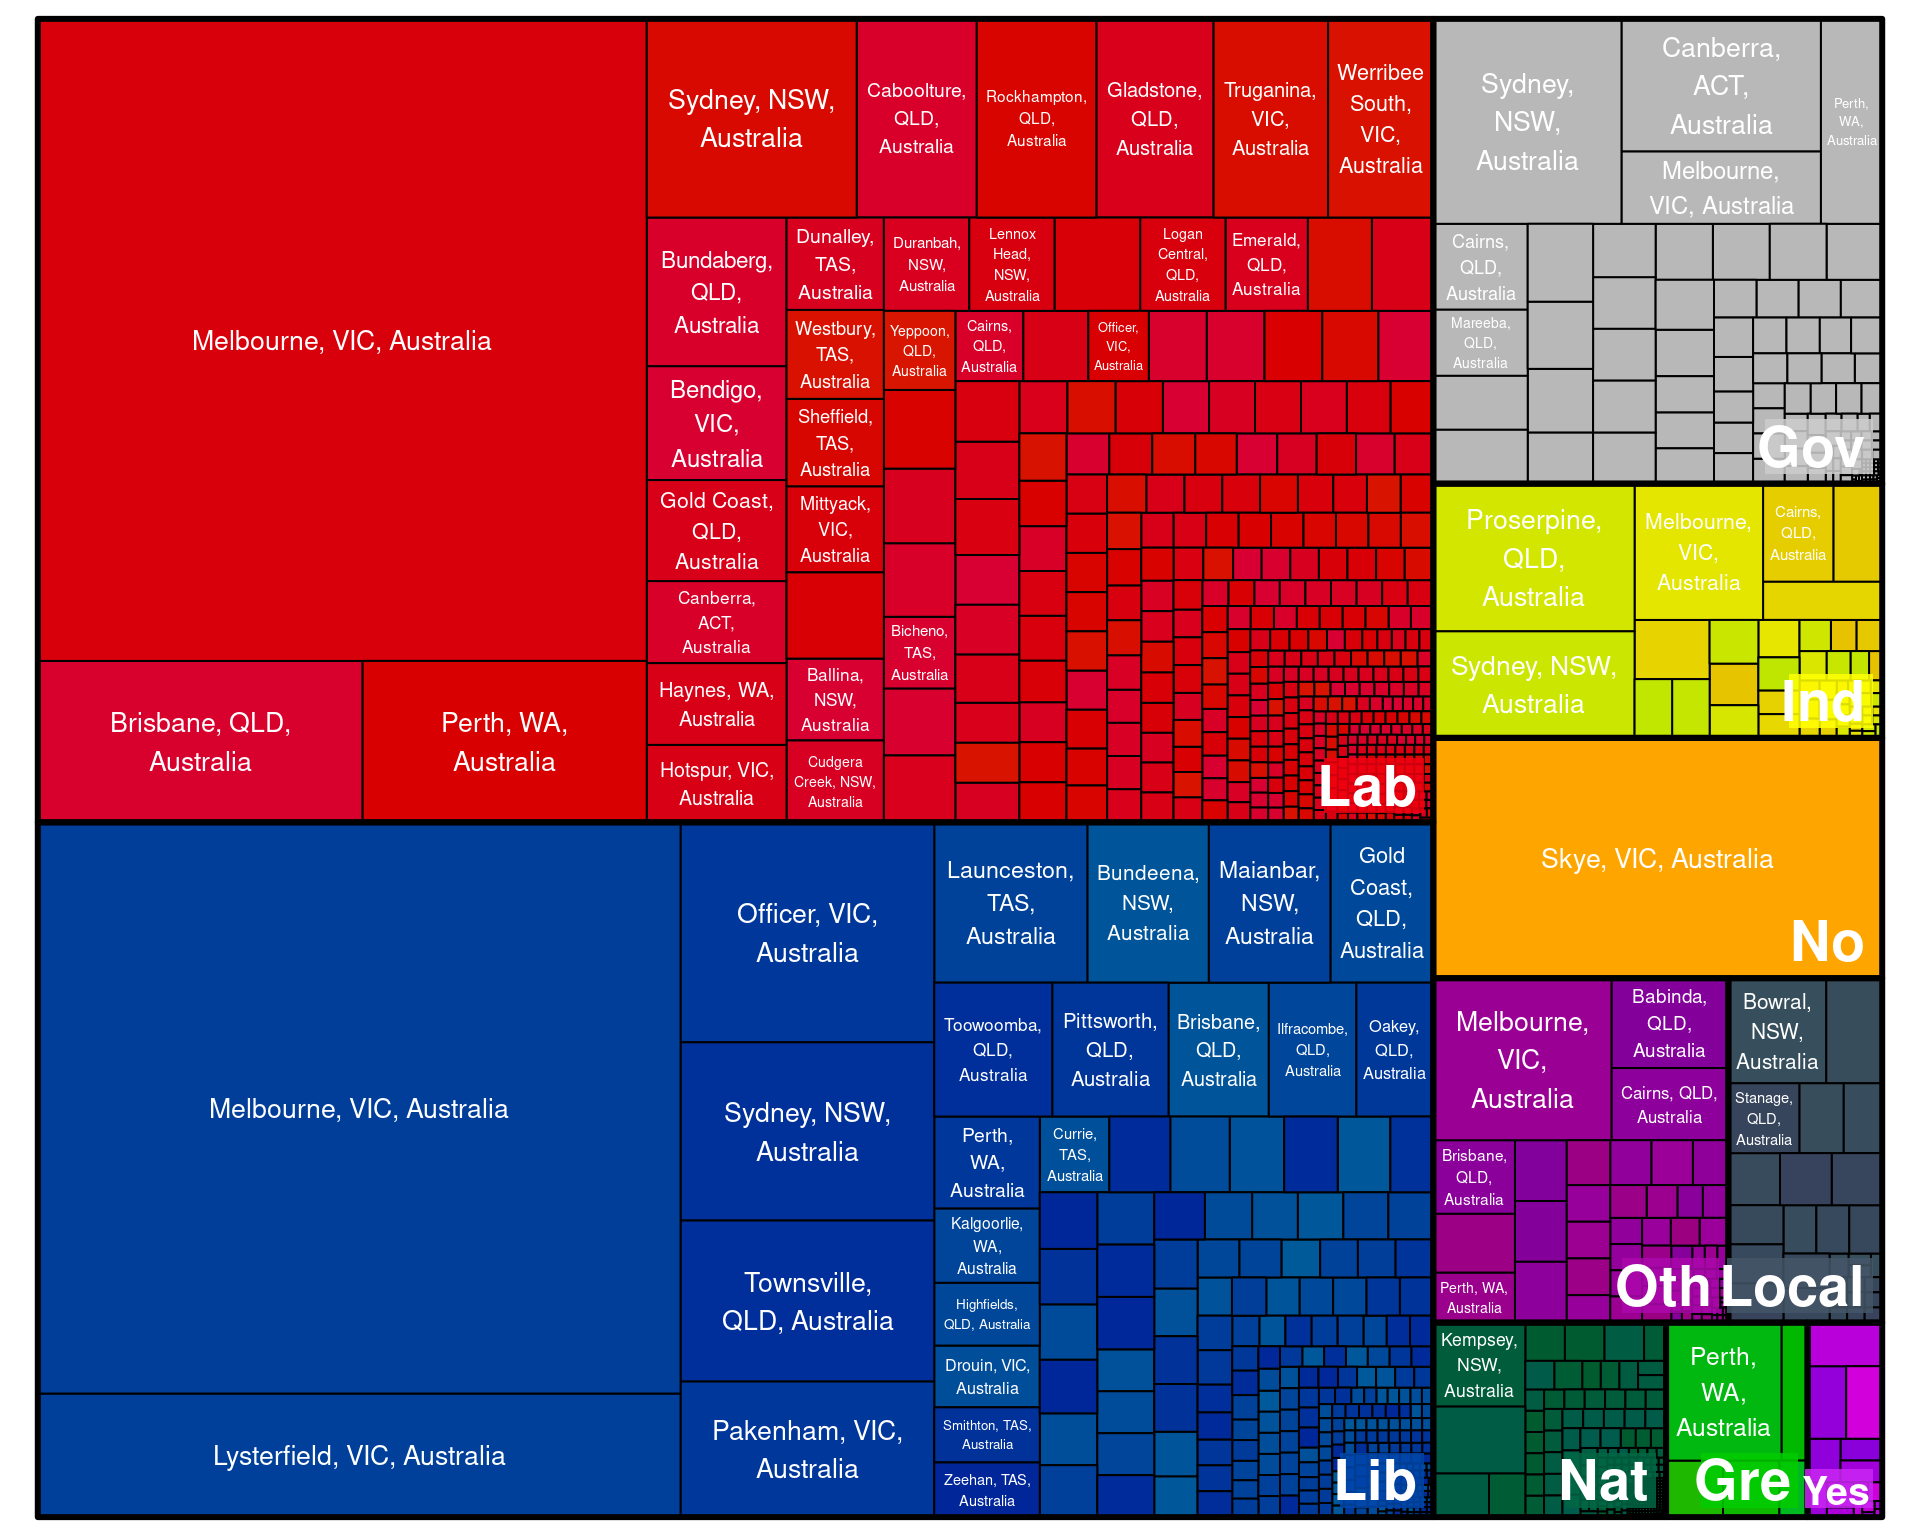 Melbourne, VIC, Australia
Brisbane, QLD,
Australia
Perth, WA,
Australia
Sydney, NSW,
Australia
Caboolture,
QLD,
Australia
Rockhampton,
QLD,
Australia
Gladstone,
QLD,
Australia
Truganina,
VIC,
Australia
Werribee
South,
VIC,
Australia
Bundaberg,
QLD,
Australia
Bendigo,
VIC,
Australia
Gold Coast,
QLD,
Australia
Canberra,
ACT,
Australia
Haynes, WA,
Australia
Hotspur, VIC,
Australia
Dunalley,
TAS,
Australia
Westbury,
TAS,
Australia
Sheffield,
TAS,
Australia
Mittyack,
VIC,
Australia
Ballina,
NSW,
Australia
Cudgera
Creek, NSW,
Australia
Duranbah,
NSW,
Australia
Lennox
Head,
NSW,
Australia
Logan
Central,
QLD,
Australia
Emerald,
QLD,
Australia
Yeppoon,
QLD,
Australia
Cairns,
QLD,
Australia
Officer,
VIC,
Australia
Bicheno,
TAS,
Australia
Lab
Melbourne, VIC, Australia
Lysterfield, VIC, Australia
Officer, VIC,
Australia
Sydney, NSW,
Australia
Townsville,
QLD, Australia
Pakenham, VIC,
Australia
Launceston,
TAS,
Australia
Bundeena,
NSW,
Australia
Maianbar,
NSW,
Australia
Gold
Coast,
QLD,
Australia
Toowoomba,
QLD,
Australia
Pittsworth,
QLD,
Australia
Brisbane,
QLD,
Australia
Ilfracombe,
QLD,
Australia
Oakey,
QLD,
Australia
Perth,
WA,
Australia
Currie,
TAS,
Australia
Kalgoorlie,
WA,
Australia
Highfields,
QLD, Australia
Drouin, VIC,
Australia
Smithton, TAS,
Australia
Zeehan, TAS,
Australia
Lib
Sydney,
NSW,
Australia
Canberra,
ACT,
Australia
Perth,
WA,
Australia
Melbourne,
VIC, Australia
Cairns,
QLD,
Australia
Mareeba,
QLD,
Australia
Gov
Proserpine,
QLD,
Australia
Sydney, NSW,
Australia
Melbourne,
VIC,
Australia
Cairns,
QLD,
Australia
Ind
Skye, VIC, Australia
No
Melbourne,
VIC,
Australia
Babinda,
QLD,
Australia
Cairns, QLD,
Australia
Brisbane,
QLD,
Australia
Perth, WA,
Australia
Oth
Bowral,
NSW,
Australia
Stanage,
QLD,
Australia
Local
Kempsey,
NSW,
Australia
Nat
Perth,
WA,
Australia
Gre
Yes